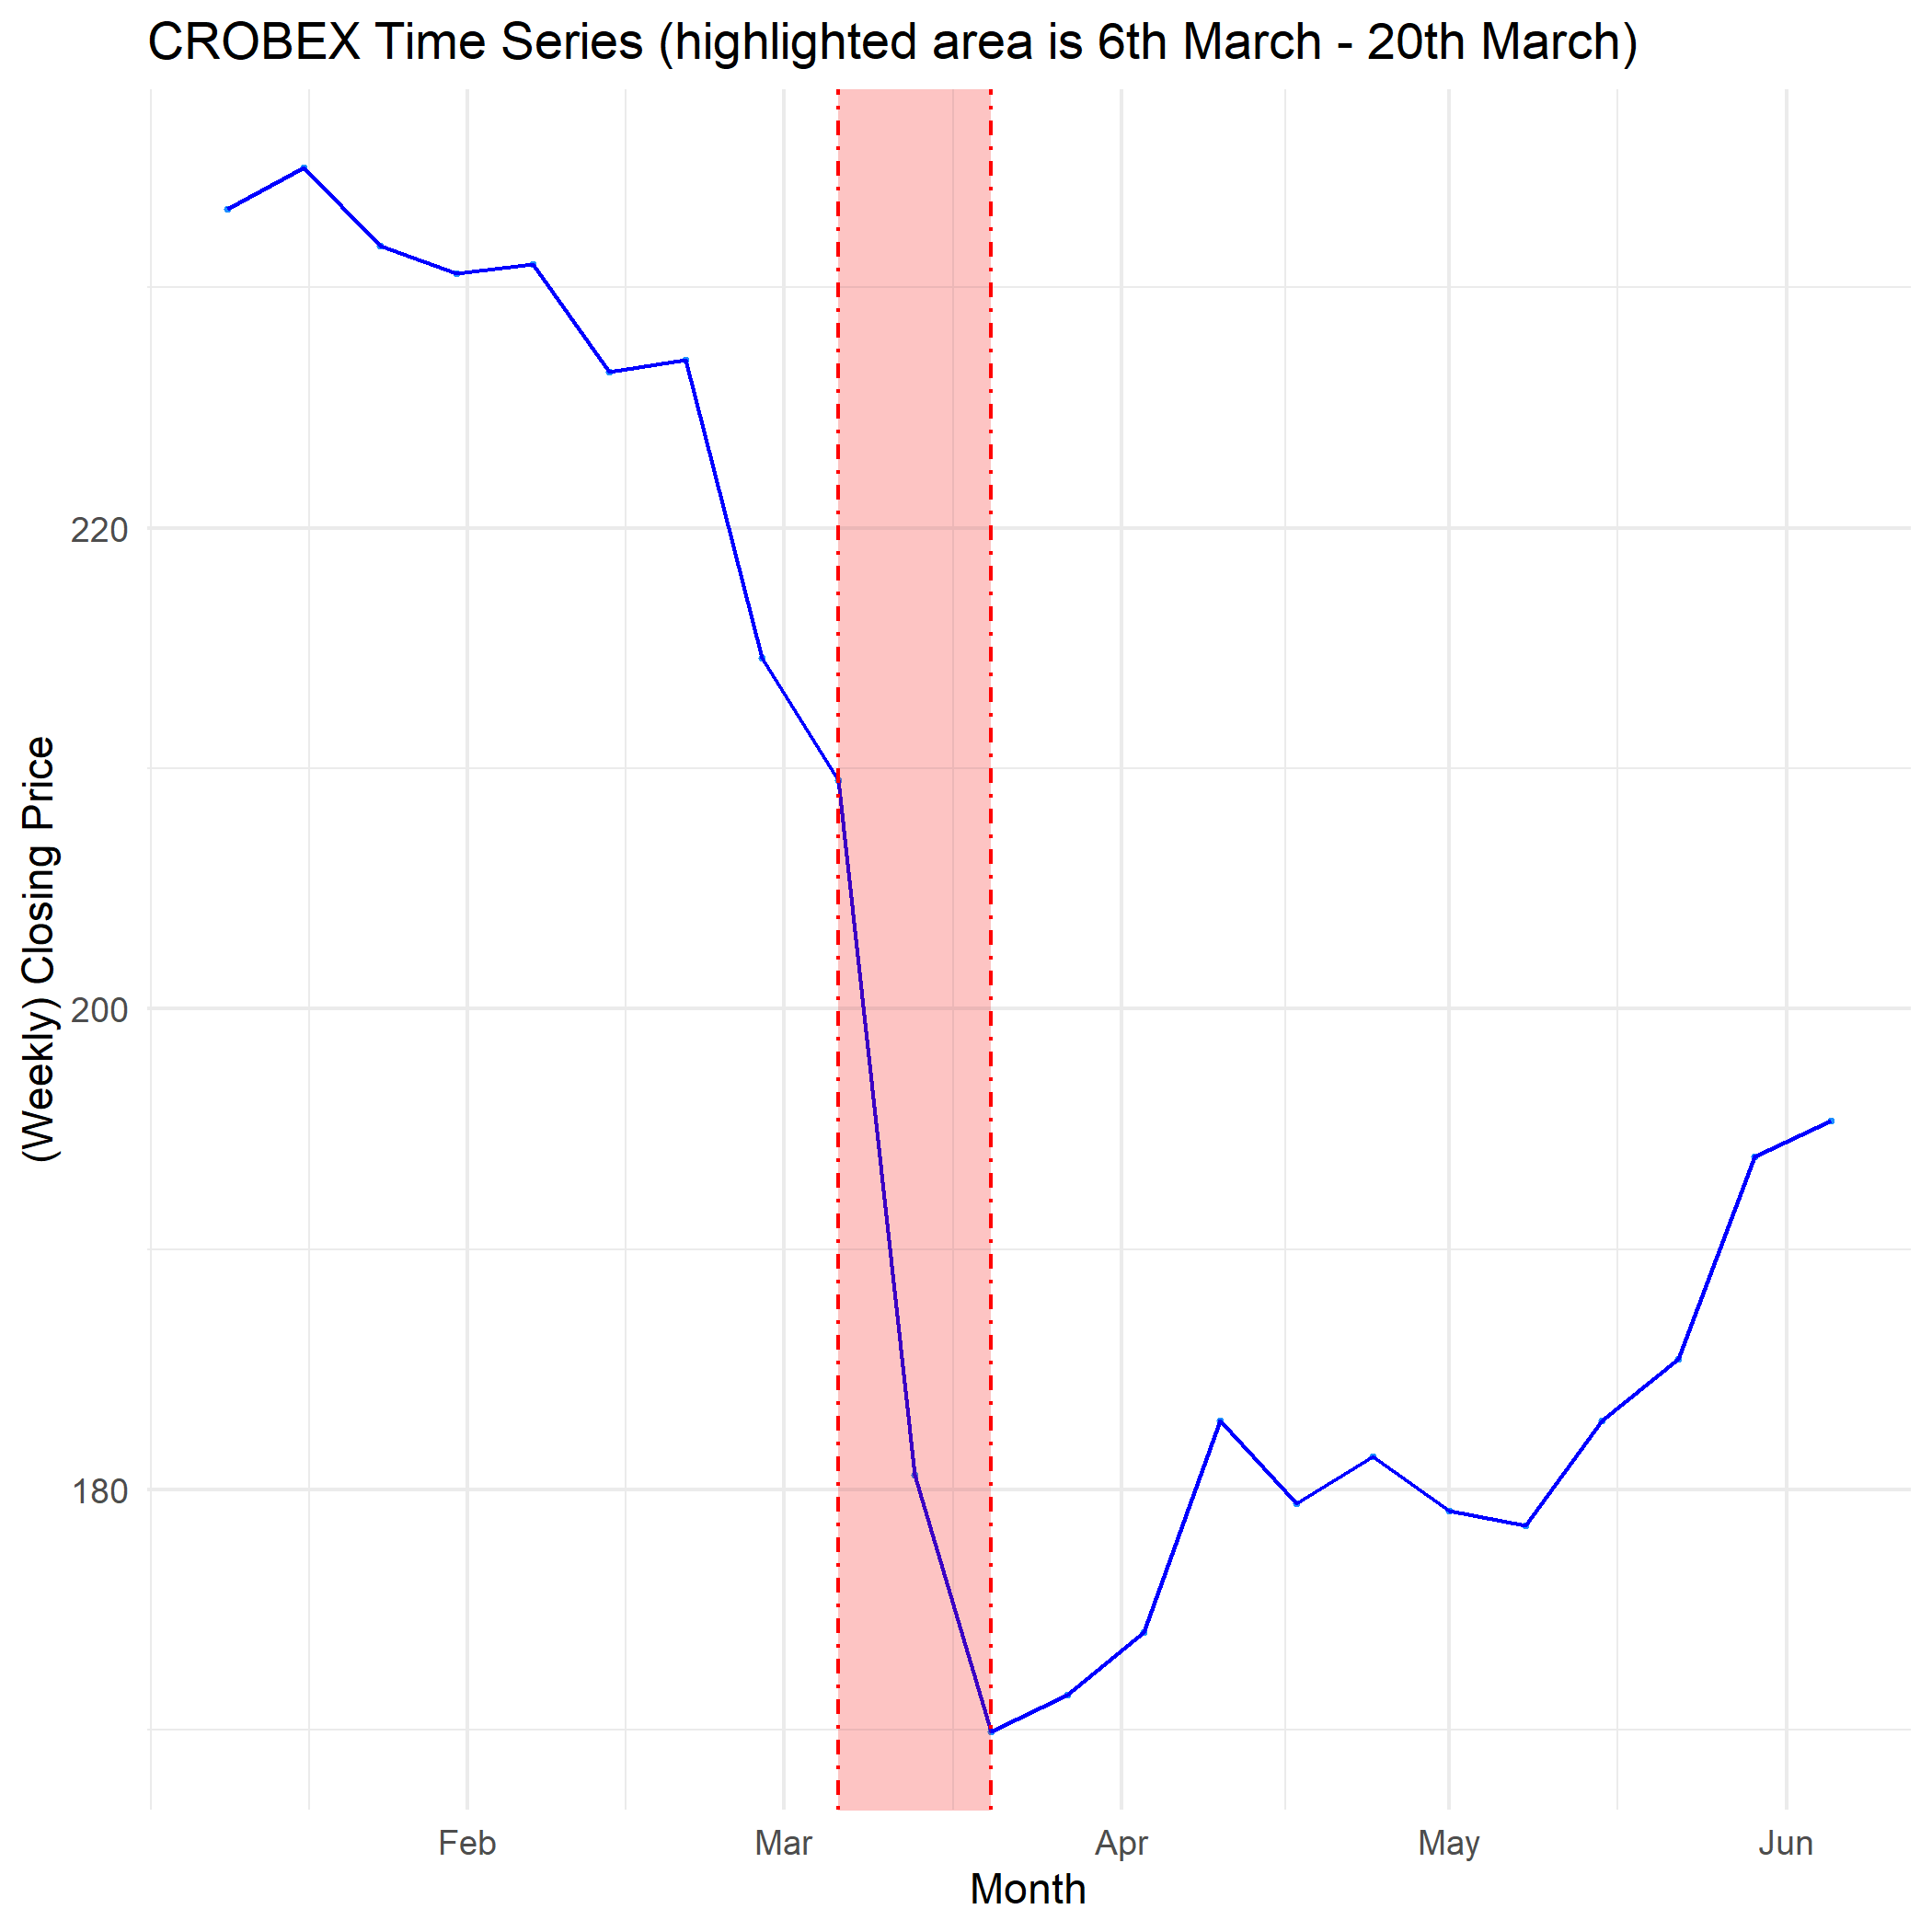 CROBEX Time Series (highlighted area is 6th March - 20th March)
(Weekly) Closing Price
220
200
180
Feb
Mar
Apr
May
Jun
Month